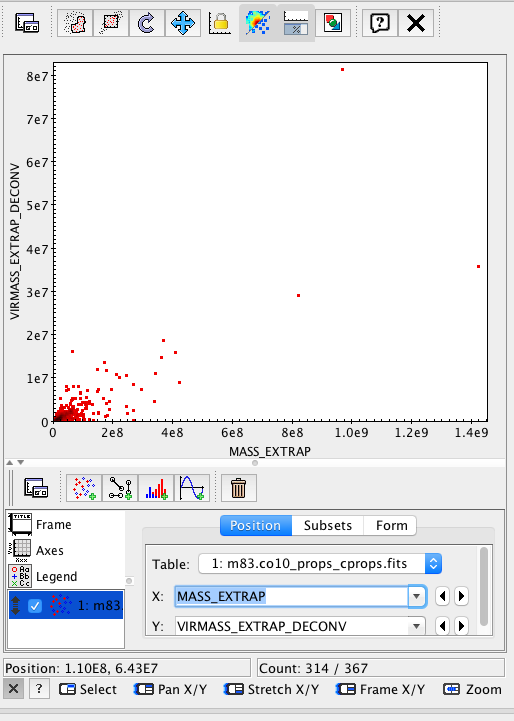 8e7
7e7
6e7
5e7
4e7
3e7
2e7
1e7
0
VIRMASS_EXTRAP_DECONV
0 2e8 4e8 6e8 8e8 1.0e9 1.2e9 1.4e9
MASS_EXTRAP
Position Subsets Form
TITLE
Frame
Xxx
Axes
Legend
1: m83.
Table: 1: m83.co10_props_cprops.fits
X: MASS_EXTRAP
Y: VIRMASS_EXTRAP_DECONV
Position: 1.10E8, 6.43E7 Count: 314 / 367
Select Pan X/Y Stretch X/Y Frame X/Y Zoom